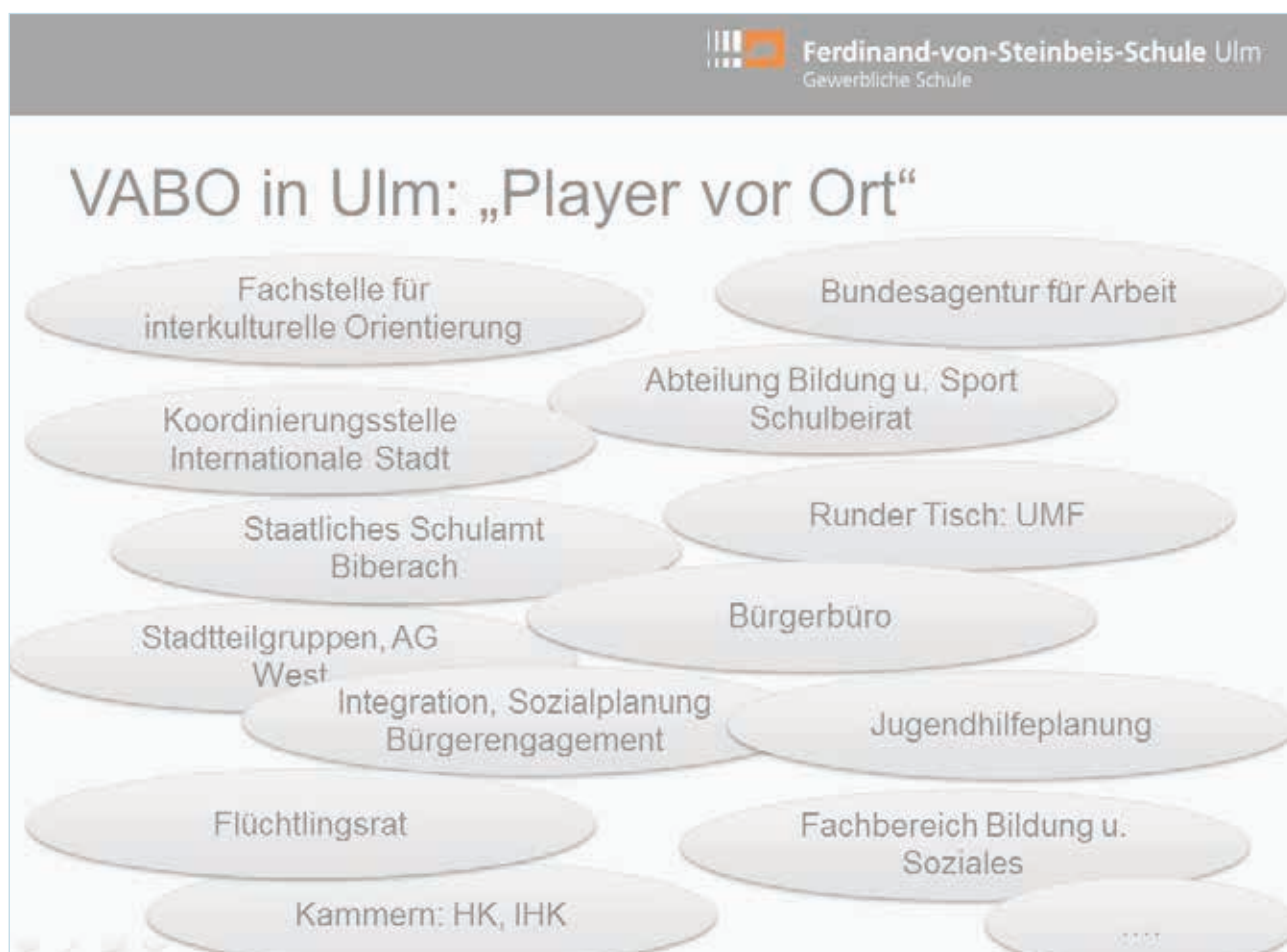 Ferdinand-von-Steinbeis-Schule Ulm
Gewerbliche Schule
VABO in Ulm: „Player vor Ort“
Fachstelle für
interkulturelle Orientierung
Bundesagentur für Arbeit
Abteilung Bildung u. Sport
Schulbeirat
Koordinierungsstelle
Internationale Stadt
Runder Tisch: UMF
Staatliches Schulamt
Biberach
Bürgerbüro
Stadtteilgruppen, AG
West
Integration, Sozialplanung
Bürgerengagement
Jugendhilfeplanung
Flüchtlingsrat
Fachbereich Bildung u.
Soziales
Kammern: HK, IHK
....